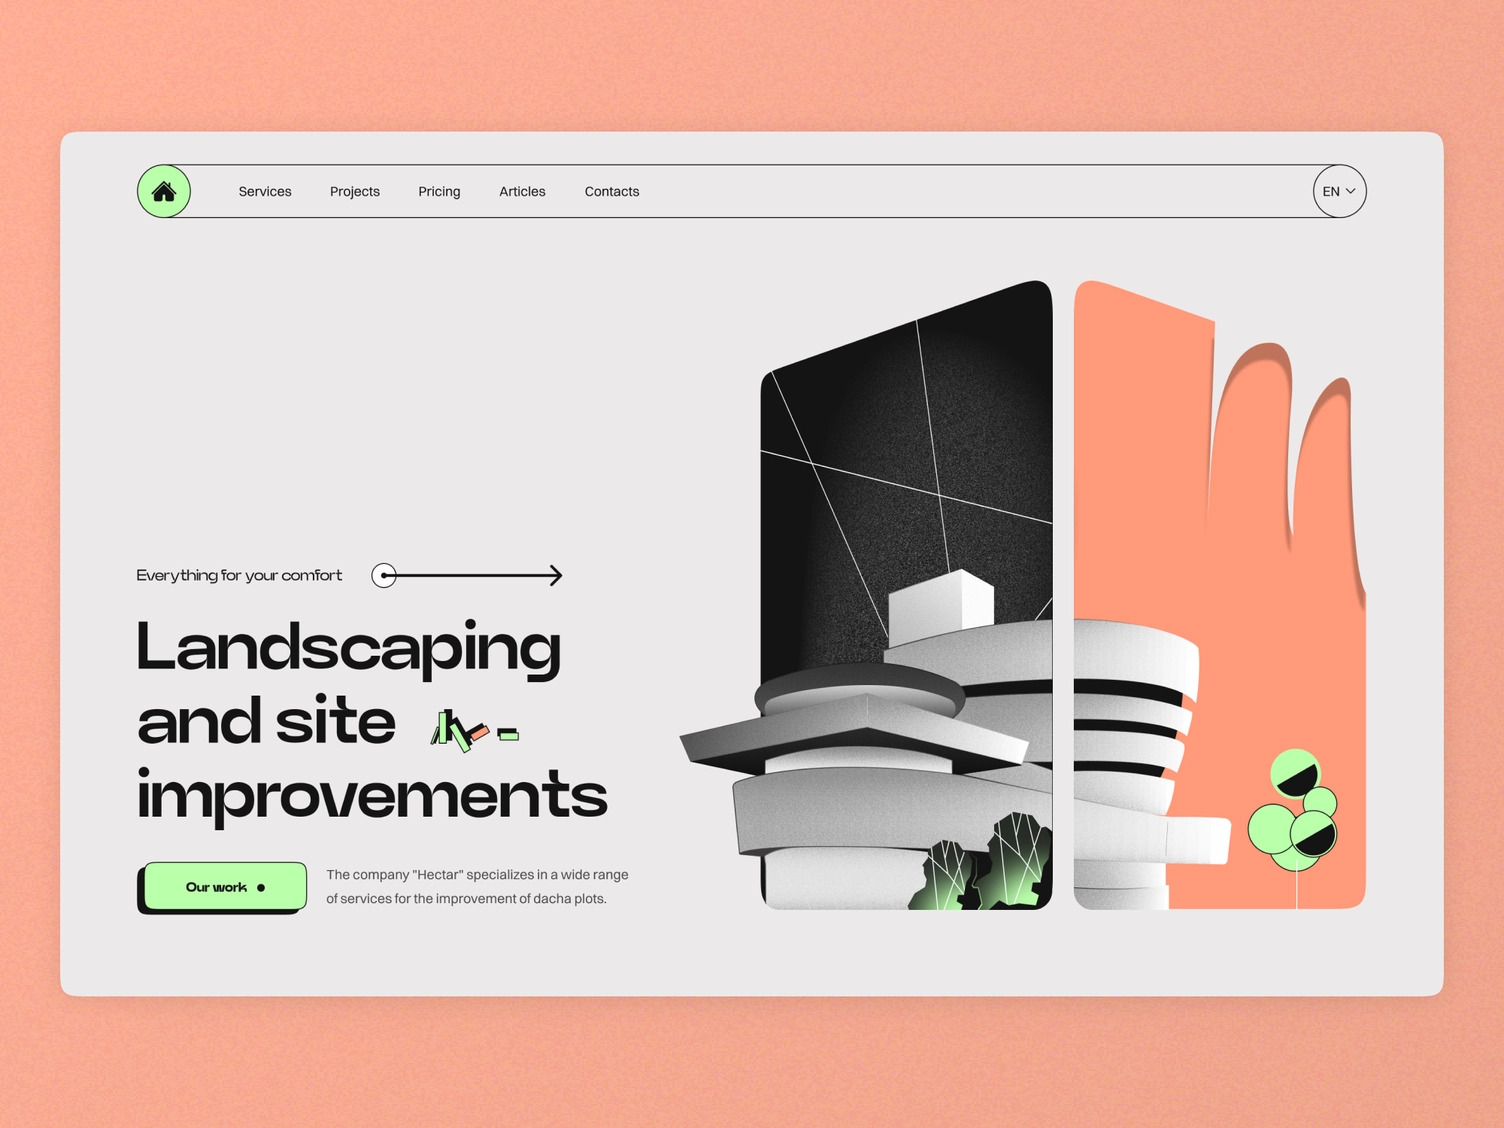 Services
Projects
Pricing
Articles
Contacts
EN
Everything for your comfort
Landscaping
and site
improvements
Our work
The company "Hectar" specializes in a wide range
of services for the improvement of dacha plots.